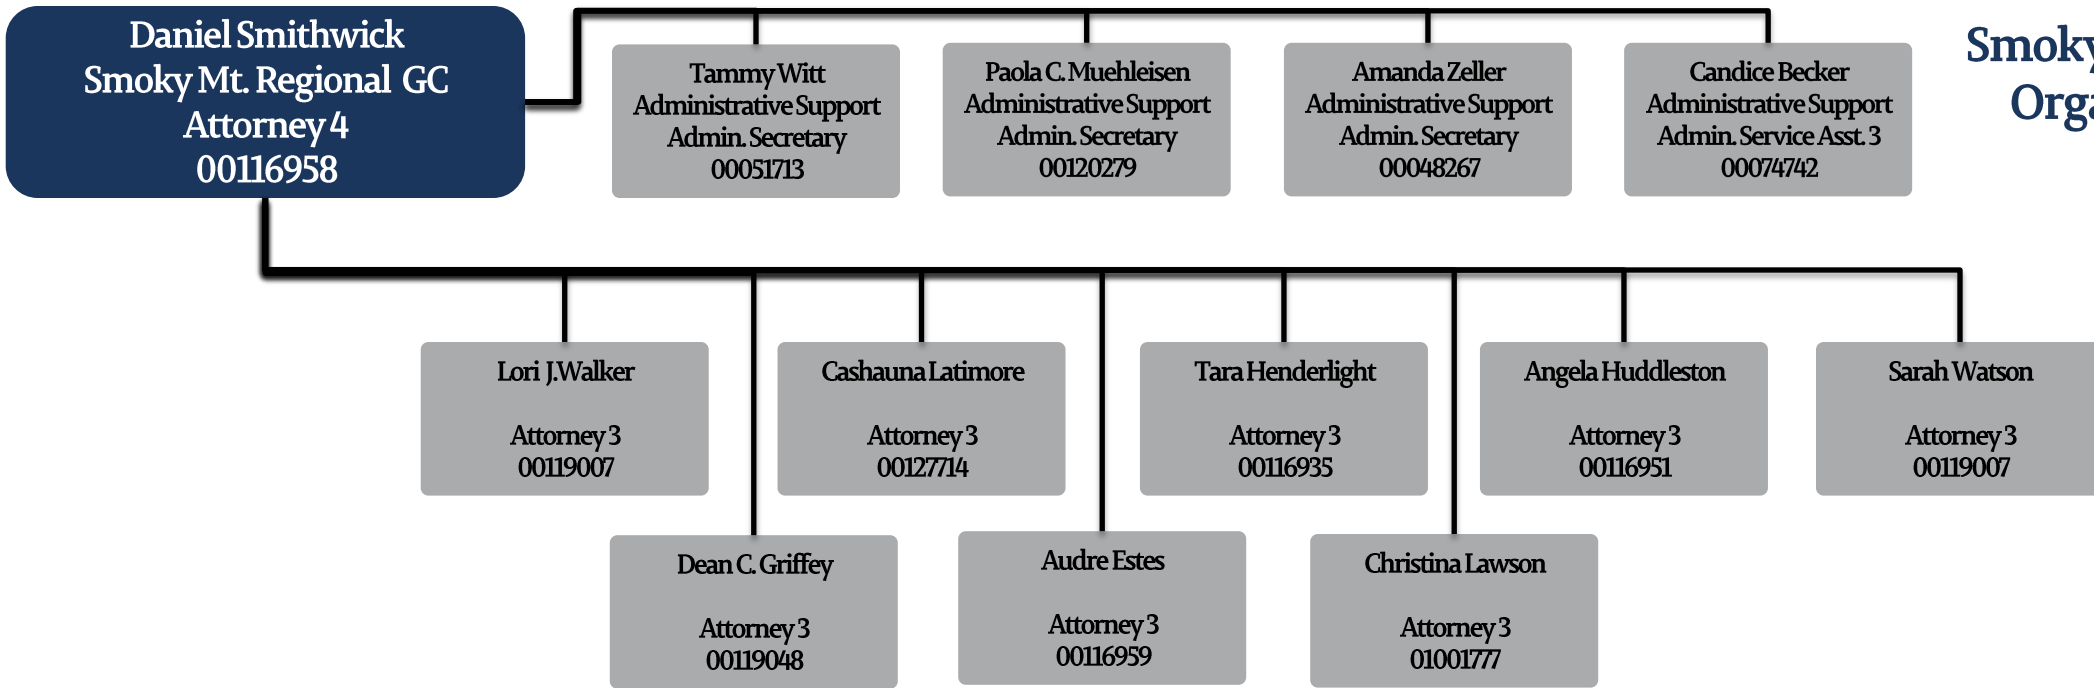 Daniel Smithwick
Smoky Mt. Regional GC
Attorney 4
00116958
Tammy Witt
Administrative Support
Admin. Secretary
00051713
Paola C. Muehleisen
Administrative Support
Admin. Secretary
00120279
Amanda Zeller
Administrative Support
Admin. Secretary
00048267
Candice Becker
Administrative Support
Admin. Service Asst. 3
00074742
Smoky
Lori J.Walker
Attorney 3
00119007
Cashauna Latimore
Attorney 3
00127714
Tara Henderlight
Attorney 3
00116935
Angela Huddleston
Attorney 3
00116951
Sarah Watson
Attorney 3
00119007
Dean C. Griffey
Attorney 3
00119048
Audre Estes
Attorney 3
00116959
Christina Lawson
Attorney 3
01001777